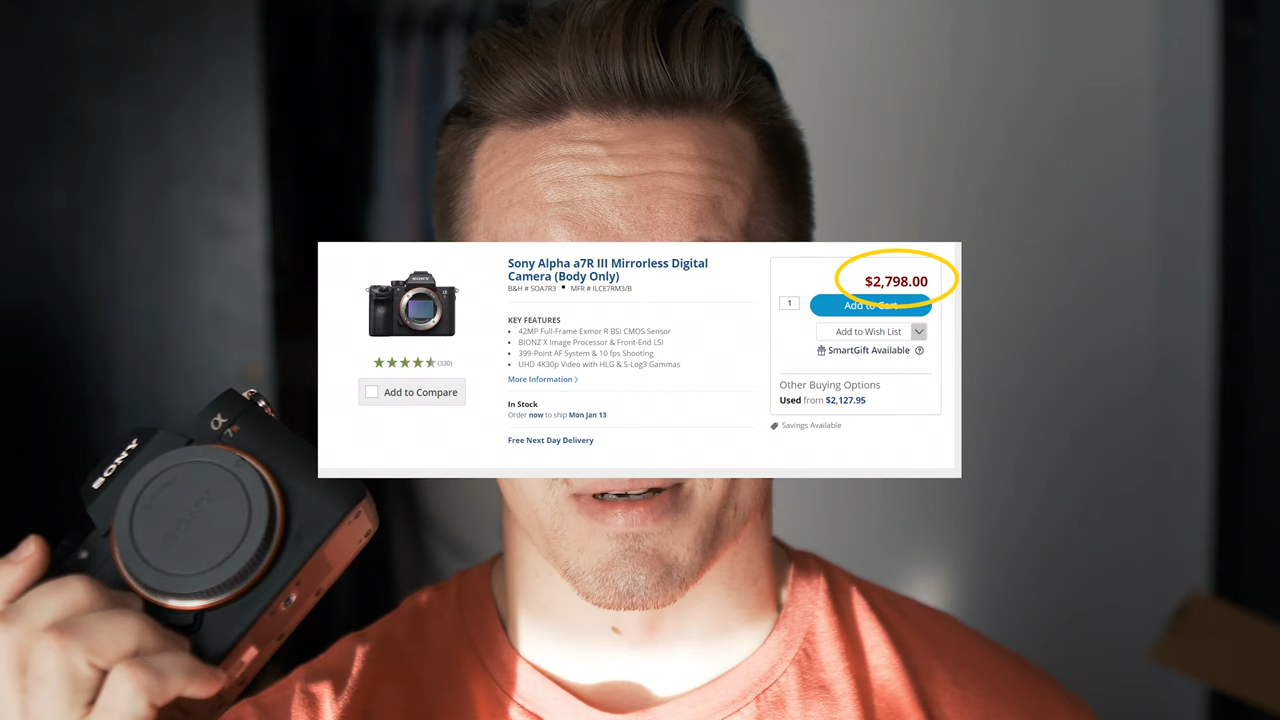 Sony Alpha a7R III Mirrorless Digital
Camera (Body Only)
B&H # SOA7R3 • MFR # ILCE7RM3/B
KEY FEATURES
• 42MP Full-Frame Exmor R BSI CMOS Sensor
• BIONZ X Image Processor & Front-End LSI
• 399-Point AF System & 10 fps Shooting
• UHD 4K30p Video with HLG & S-Log3 Gammas
More Information >
In Stock
Order now to ship Mon Jan 13
Free Next Day Delivery
SONY
(330)
Add to Compare
$2,798.00
1
Add to Cart
Add to Wish List
SmartGift Available ?
Other Buying Options
Used from $2,127.95
Savings Available
SONY
α
7R
SONY